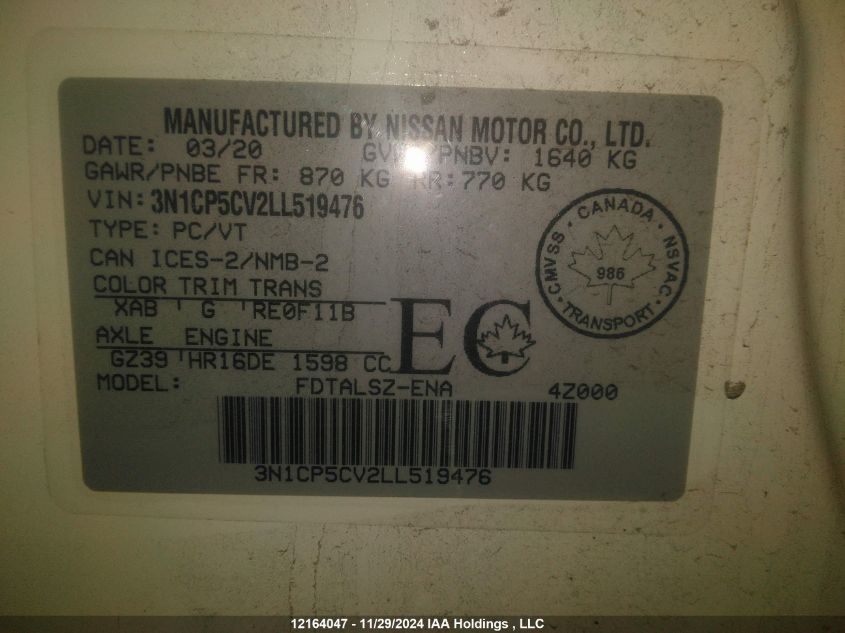 MANUFACTURED BY NISSAN MOTOR CO., LTD.
DATE: 03/20 /PNBV: 1640 KG
GAWR/PNBE FR: 870 KG RR: 770 KG
VIN: 3N1CP5CV2LL519476
TYPE: PC/VT
CAN ICES-2/NMB-2
COLOR TRIM TRANS
XAB G RE0F11B
AXLE ENGINE
GZ39 HR16DE 1598 CC
EC
CANADA
CMVSS 986 NSVAC
TRANSPORT
MODEL: FDTALSZ-ENA 4Z000
3N1CP5CV2LL519476
12164047 - 11/29/2024 IAA Holdings , LLC